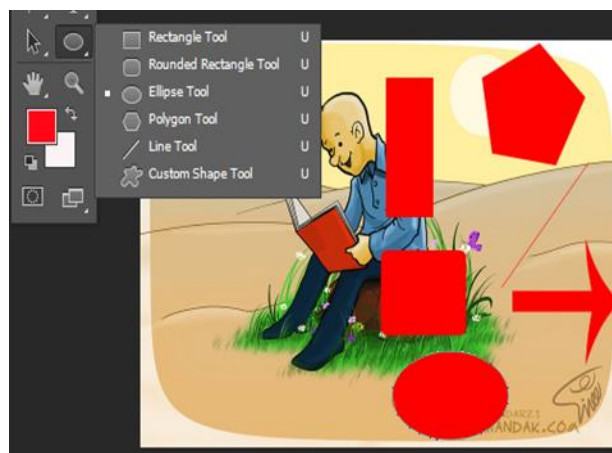 Rectangle Tool U
Rounded Rectangle Tool U
Ellipse Tool U
Polygon Tool U
Line Tool U
Custom Shape Tool U